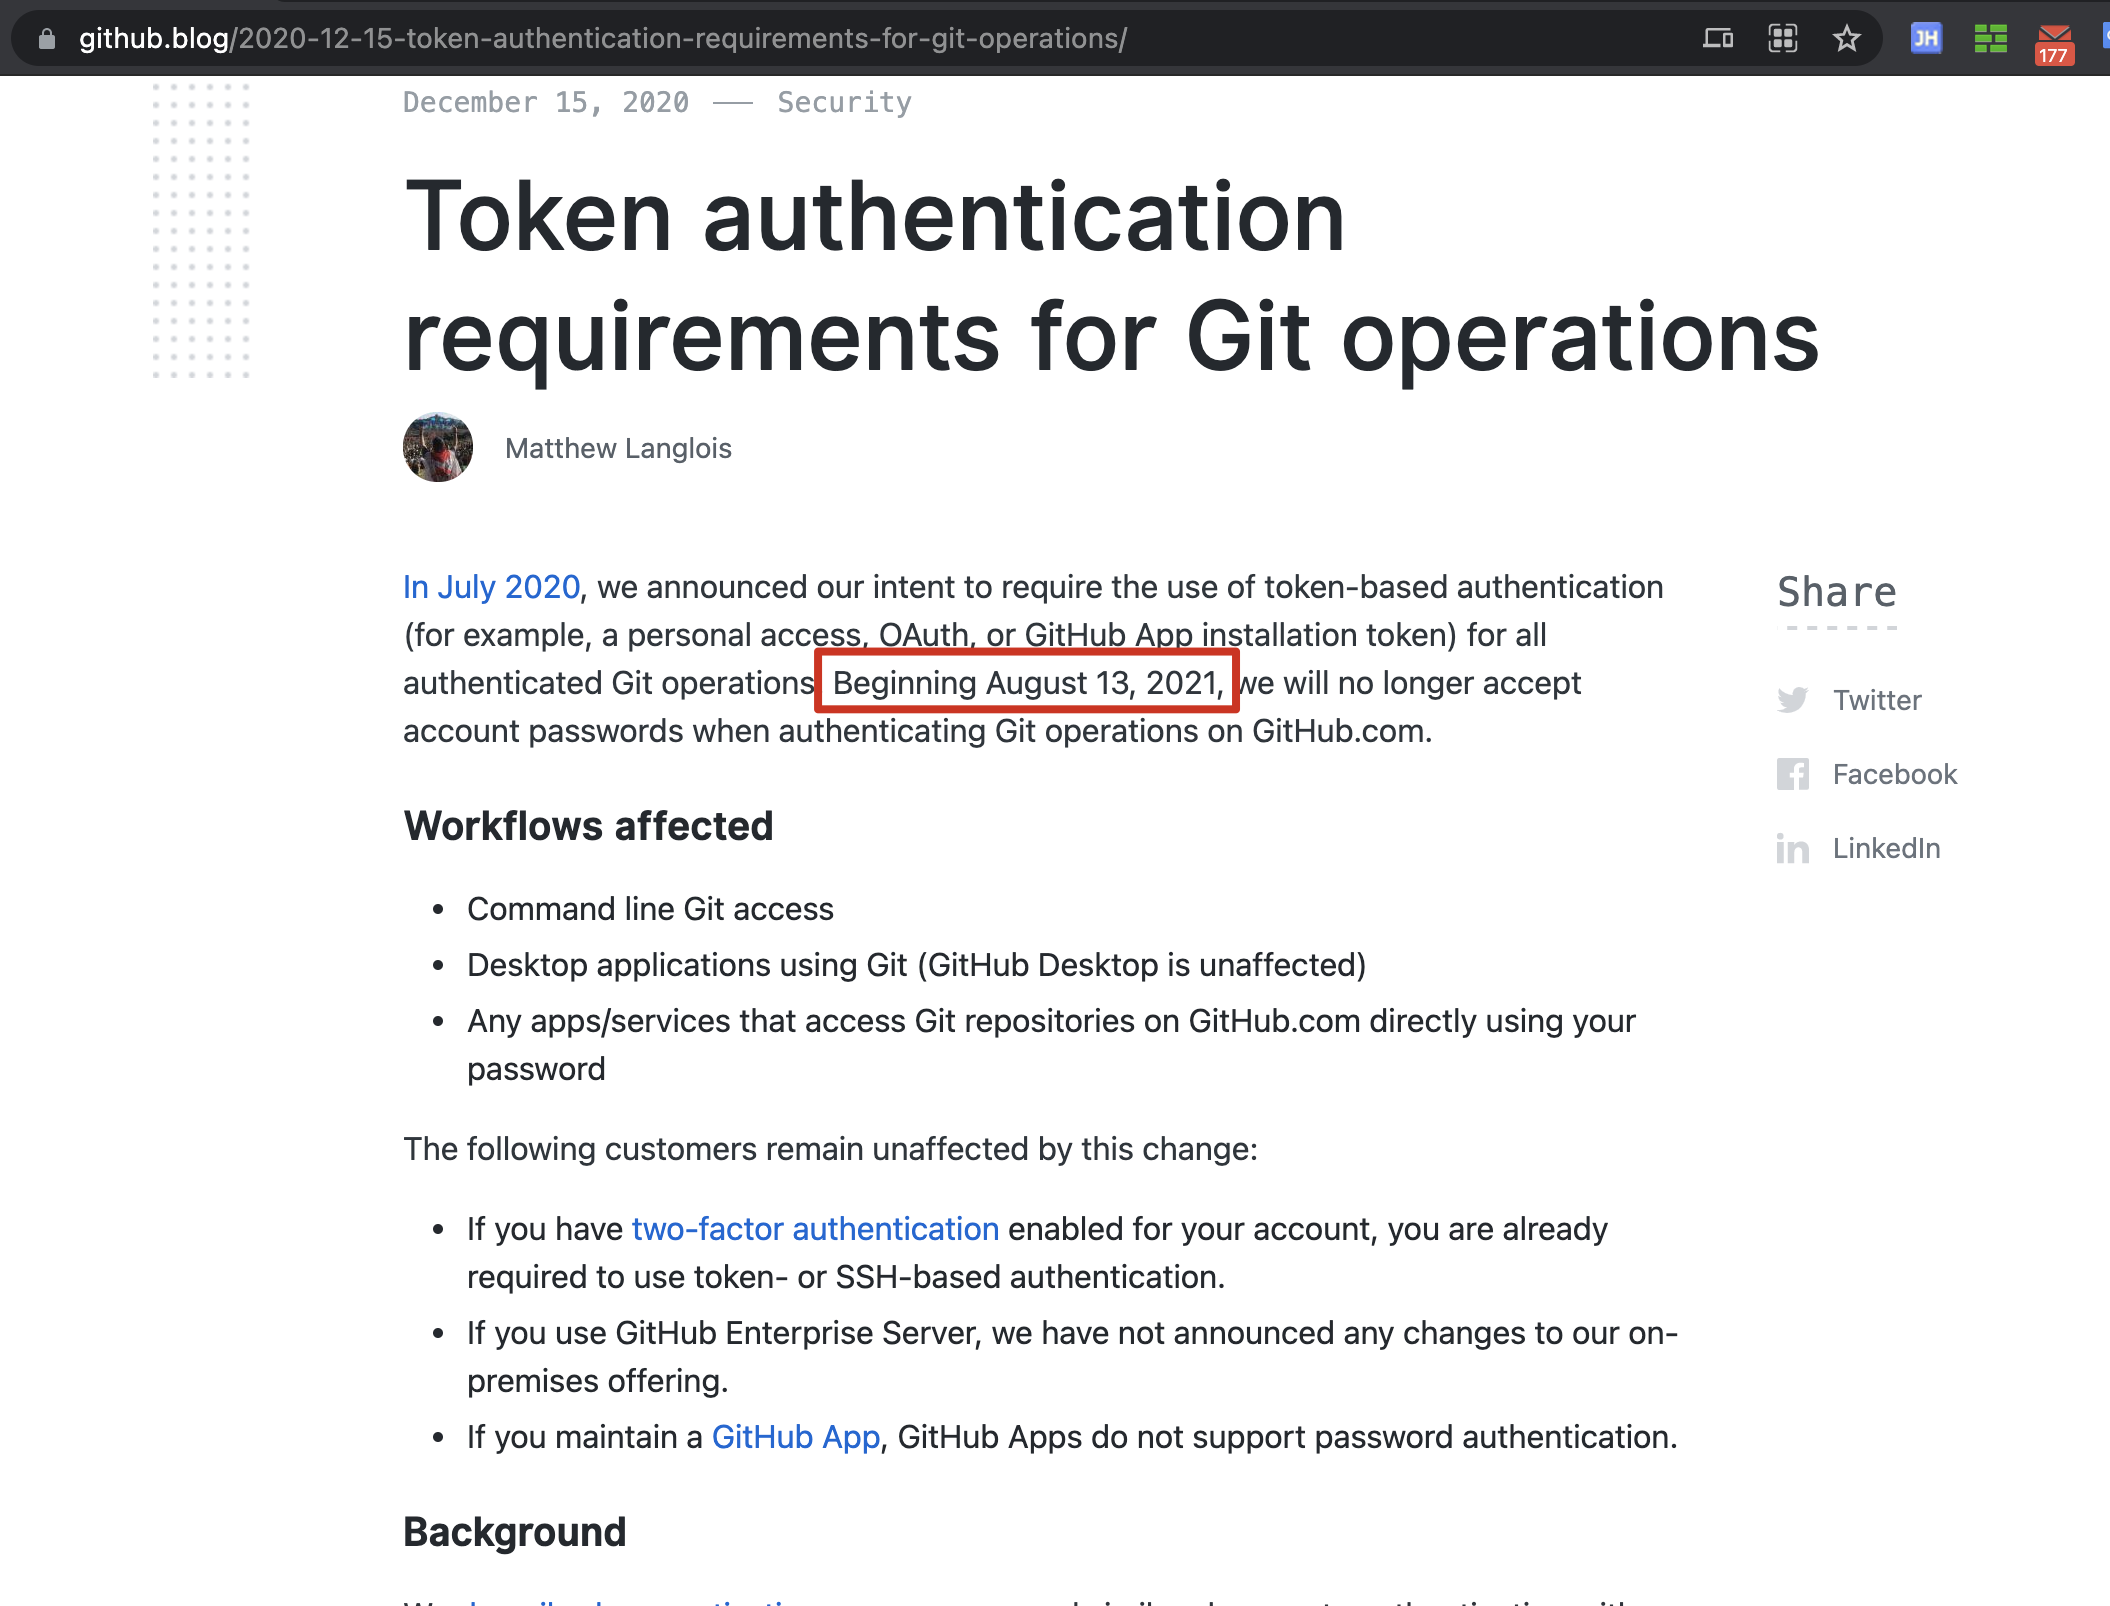 github.blog/2020-12-15-token-authentication-requirements-for-git-operations/
JH
177
December 15, 2020 — Security
Token authentication
requirements for Git operations
Matthew Langlois
In July 2020, we announced our intent to require the use of token-based authentication
(for example, a personal access, OAuth, or GitHub App installation token) for all
authenticated Git operations Beginning August 13, 2021, we will no longer accept
account passwords when authenticating Git operations on GitHub.com.
Share
Twitter
Facebook
LinkedIn
Workflows affected
• Command line Git access
• Desktop applications using Git (GitHub Desktop is unaffected)
• Any apps/services that access Git repositories on GitHub.com directly using your
password
The following customers remain unaffected by this change:
• If you have two-factor authentication enabled for your account, you are already
required to use token- or SSH-based authentication.
• If you use GitHub Enterprise Server, we have not announced any changes to our on-
premises offering.
• If you maintain a GitHub App, GitHub Apps do not support password authentication.
Background